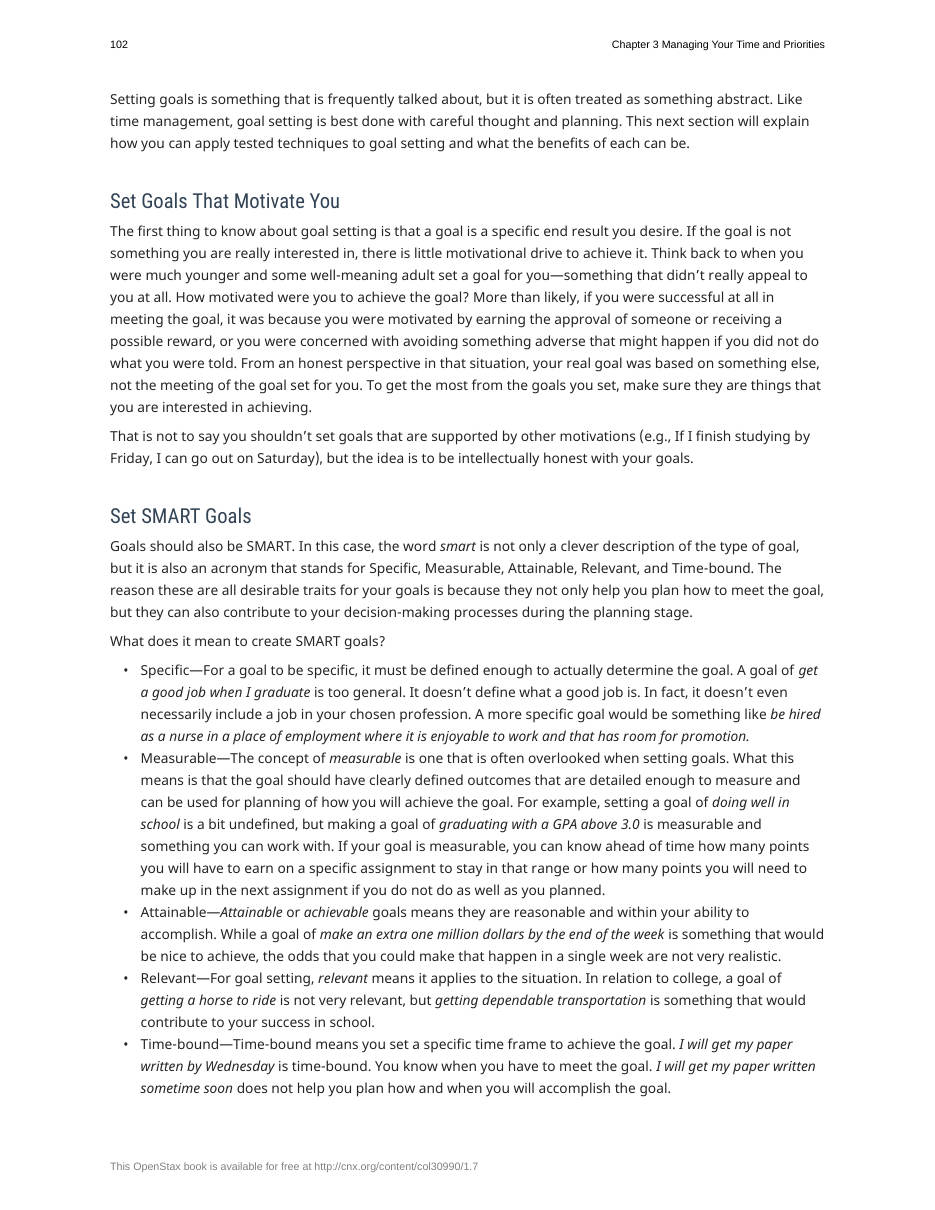 102
Chapter 3 Managing Your Time and Priorities
Setting goals is something that is frequently talked about, but it is often treated as something abstract. Like
time management, goal setting is best done with careful thought and planning. This next section will explain
how you can apply tested techniques to goal setting and what the benefits of each can be.
Set Goals That Motivate You
The first thing to know about goal setting is that a goal is a specific end result you desire. If the goal is not
something you are really interested in, there is little motivational drive to achieve it. Think back to when you
were much younger and some well-meaning adult set a goal for you—something that didn’t really appeal to
you at all. How motivated were you to achieve the goal? More than likely, if you were successful at all in
meeting the goal, it was because you were motivated by earning the approval of someone or receiving a
possible reward, or you were concerned with avoiding something adverse that might happen if you did not do
what you were told. From an honest perspective in that situation, your real goal was based on something else,
not the meeting of the goal set for you. To get the most from the goals you set, make sure they are things that
you are interested in achieving.
That is not to say you shouldn’t set goals that are supported by other motivations (e.g., If I finish studying by
Friday, I can go out on Saturday), but the idea is to be intellectually honest with your goals.
Set SMART Goals
Goals should also be SMART. In this case, the word smart is not only a clever description of the type of goal,
but it is also an acronym that stands for Specific, Measurable, Attainable, Relevant, and Time-bound. The
reason these are all desirable traits for your goals is because they not only help you plan how to meet the goal,
but they can also contribute to your decision-making processes during the planning stage.
What does it mean to create SMART goals?
• Specific—For a goal to be specific, it must be defined enough to actually determine the goal. A goal of get
a good job when I graduate is too general. It doesn’t define what a good job is. In fact, it doesn’t even
necessarily include a job in your chosen profession. A more specific goal would be something like be hired
as a nurse in a place of employment where it is enjoyable to work and that has room for promotion.
• Measurable—The concept of measurable is one that is often overlooked when setting goals. What this
means is that the goal should have clearly defined outcomes that are detailed enough to measure and
can be used for planning of how you will achieve the goal. For example, setting a goal of doing well in
school is a bit undefined, but making a goal of graduating with a GPA above 3.0 is measurable and
something you can work with. If your goal is measurable, you can know ahead of time how many points
you will have to earn on a specific assignment to stay in that range or how many points you will need to
make up in the next assignment if you do not do as well as you planned.
• Attainable—Attainable or achievable goals means they are reasonable and within your ability to
accomplish. While a goal of make an extra one million dollars by the end of the week is something that would
be nice to achieve, the odds that you could make that happen in a single week are not very realistic.
• Relevant—For goal setting, relevant means it applies to the situation. In relation to college, a goal of
getting a horse to ride is not very relevant, but getting dependable transportation is something that would
contribute to your success in school.
• Time-bound—Time-bound means you set a specific time frame to achieve the goal. I will get my paper
written by Wednesday is time-bound. You know when you have to meet the goal. I will get my paper written
sometime soon does not help you plan how and when you will accomplish the goal.
This OpenStax book is available for free at http://cnx.org/content/col30990/1.7